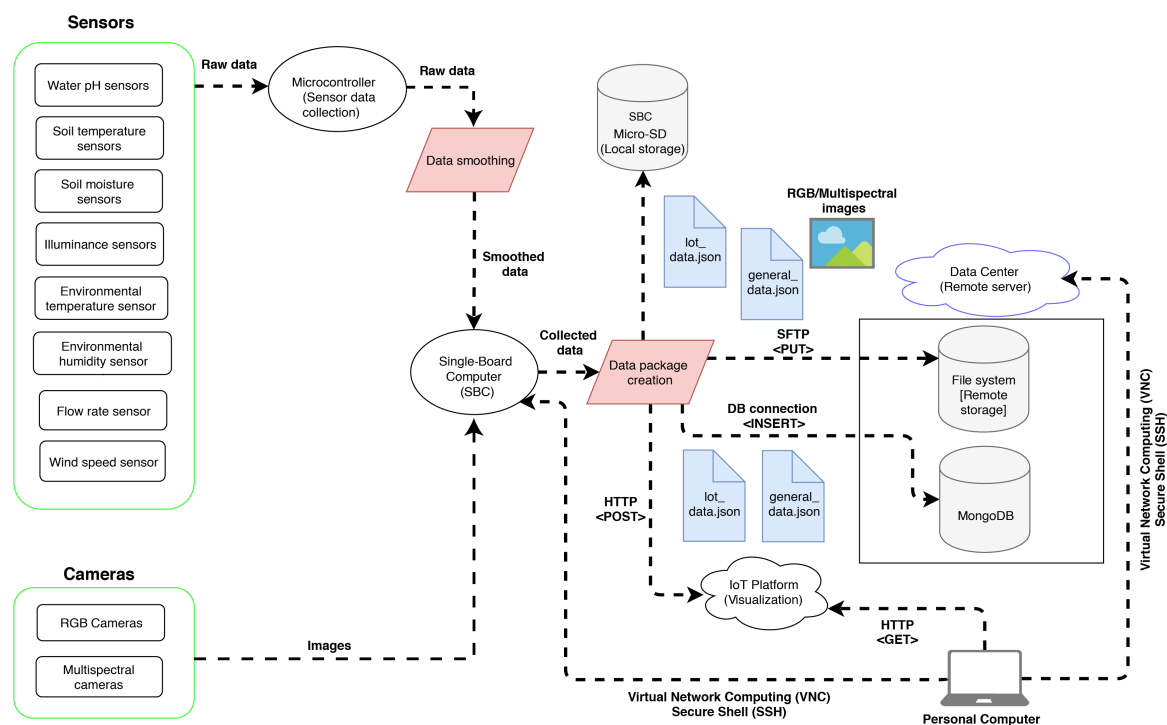 Sensors
Water pH sensors
Soil temperature
sensors
Soil moisture
sensors
Illuminance sensors
Environmental
temperature sensor
Environmental
humidity sensor
Flow rate sensor
Wind speed sensor
Raw data
Microcontroller
(Sensor data
collection)
Raw data
Data smoothing
Smoothed
data
Single-Board
Computer
(SBC)
Collected
data
Data package
creation
SBC
Micro-SD
(Local storage)
Iot_
data.json
general_
data.json
RGB/Multispectral
images
Data Center
(Remote server)
SFTP
<PUT>
File system
[Remote
storage]
DB connection
<INSERT>
MongoDB
Iot_
data.json
general_
data.json
HTTP
<POST>
IoT Platform
(Visualization)
HTTP
<GET>
Virtual Network Computing (VNC)
Secure Shell (SSH)
Cameras
RGB Cameras
Multispectral
cameras
Images
Virtual Network Computing (VNC)
Secure Shell (SSH)
Personal Computer